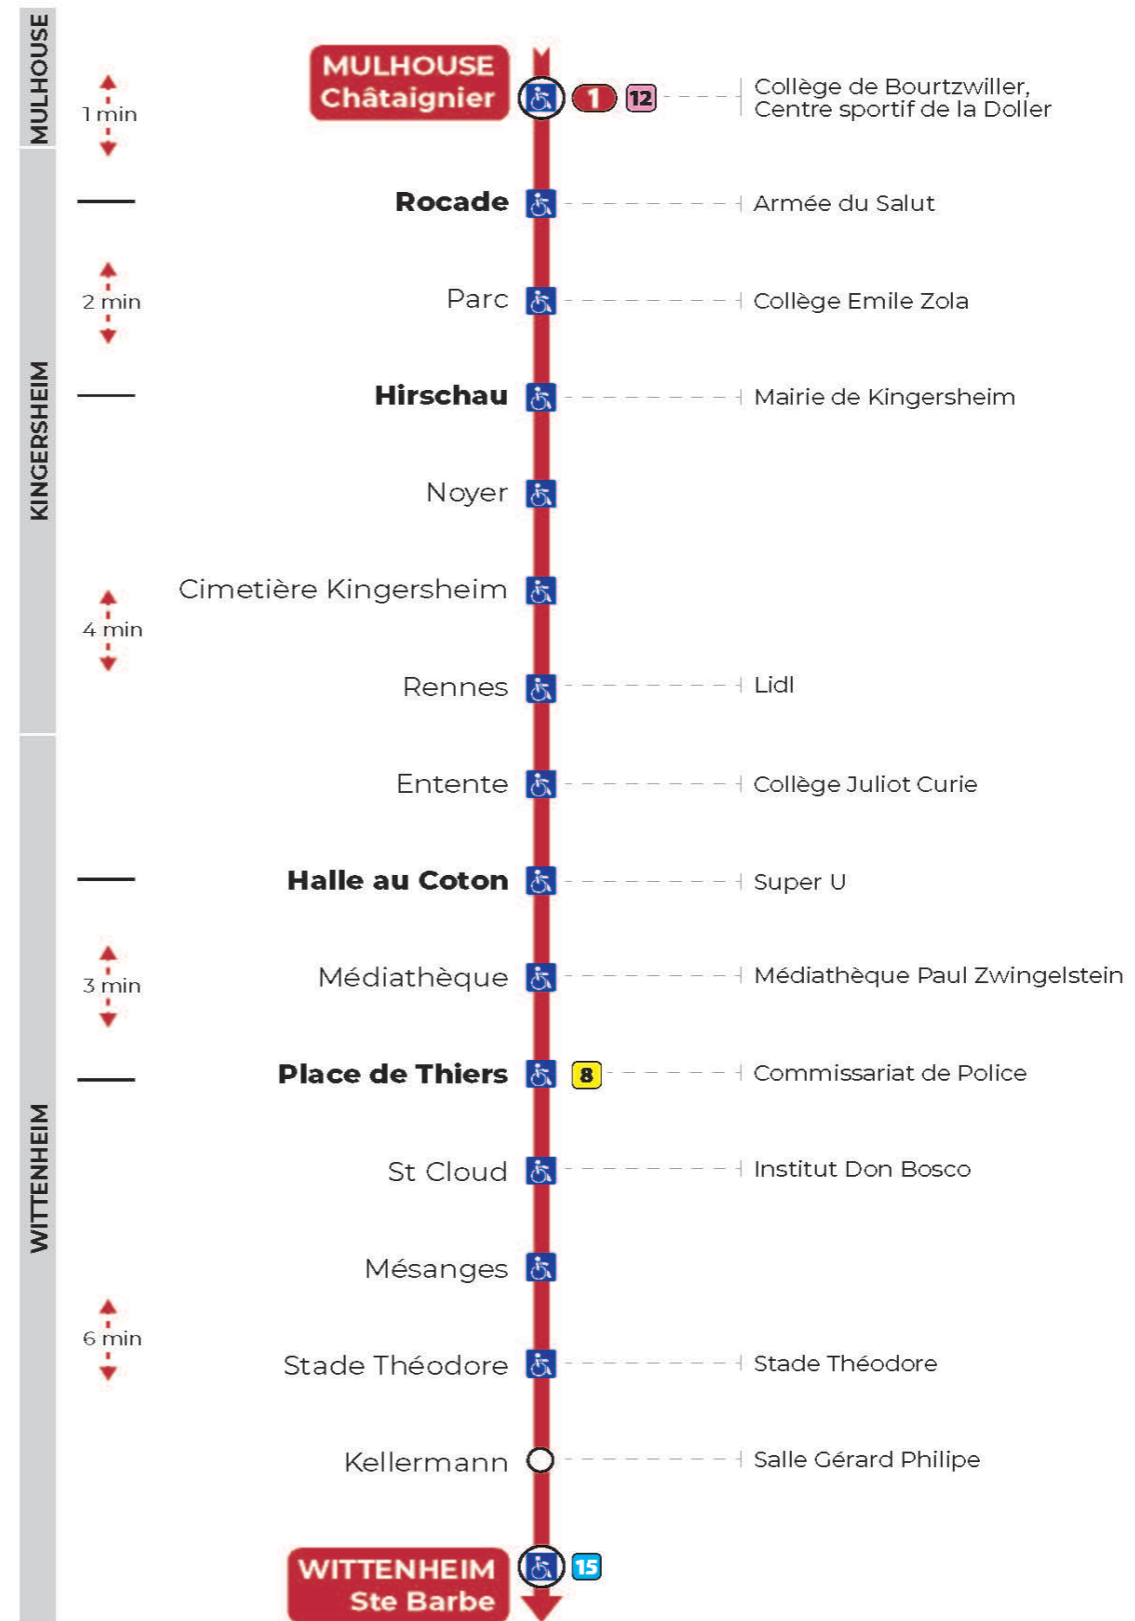 MULHOUSE
MULHOUSE
Châtaignier
1
12
Collège de Bourtzwiller,
Centre sportif de la Doller
1 min
KINGERSHEIM
Rocade
Armée du Salut
2 min
Parc
Collège Emile Zola
Hirschau
Mairie de Kingersheim
Noyer
Cimetière Kingersheim
4 min
Rennes
Lidl
WITTENHEIM
Entente
Collège Juliot Curie
Halle au Coton
Super U
3 min
Médiathèque
Médiathèque Paul Zwingelstein
Place de Thiers
8
Commissariat de Police
St Cloud
Institut Don Bosco
Mésanges
6 min
Stade Théodore
Stade Théodore
Kellermann
Salle Gérard Philipe
WITTENHEIM
Ste Barbe
15